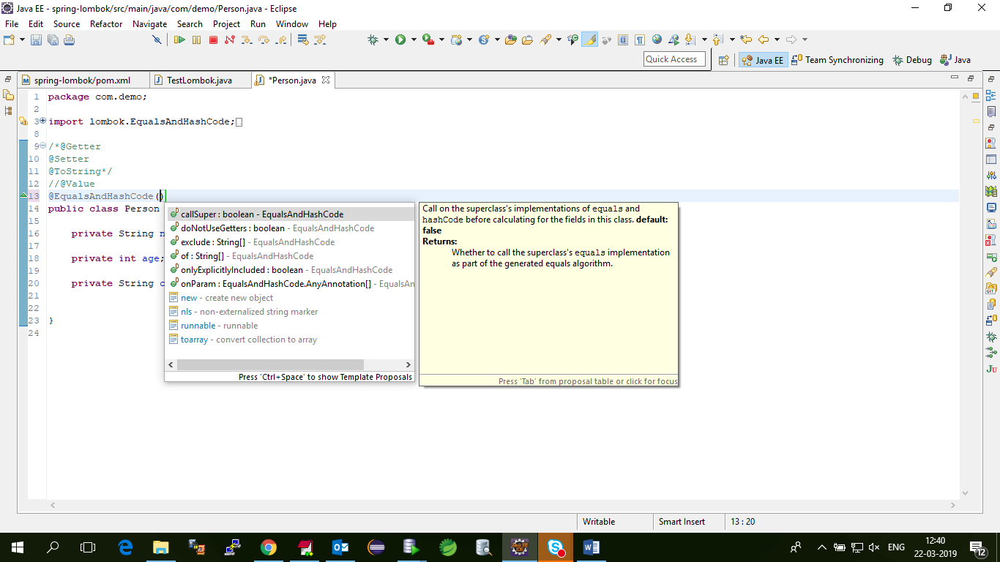 Java EE - spring-lombok/src/main/java/com/demo/Person.java - Eclipse
File Edit Source Refactor Navigate Search Project Run Window Help
Quick Access
Java EE Team Synchronizing Debug Java
spring-lombok/pom.xml TestLombok.java *Person.java
1 package com.demo;
2
3 import lombok.EqualsAndHashCode;
8
9 /*@Getter
10 @Setter
11 @ToString*/
12 //@Value
13 @EqualsAndHashCode()
14 public class Person
15
16 private String n
17
18 private int age;
19
20 private String c
21
22
23 }
24
callSuper : boolean - EqualsAndHashCode
doNotUseGetters : boolean - EqualsAndHashCode
exclude : String[] - EqualsAndHashCode
of : String[] - EqualsAndHashCode
onlyExplicitlyIncluded : boolean - EqualsAndHashCode
onParam : EqualsAndHashCode.AnyAnnotation[] - EqualsAn
new - create new object
nls - non-externalized string marker
runnable - runnable
toarray - convert collection to array
Press 'Ctrl+Space' to show Template Proposals
Call on the superclass's implementations of equals and
hashCode before calculating for the fields in this class. default:
false
Returns:
Whether to call the superclass's equals implementation
as part of the generated equals algorithm.
Press 'Tab' from proposal table or click for focus
Writable Smart Insert 13 : 20
ENG 12:40
22-03-2019
12